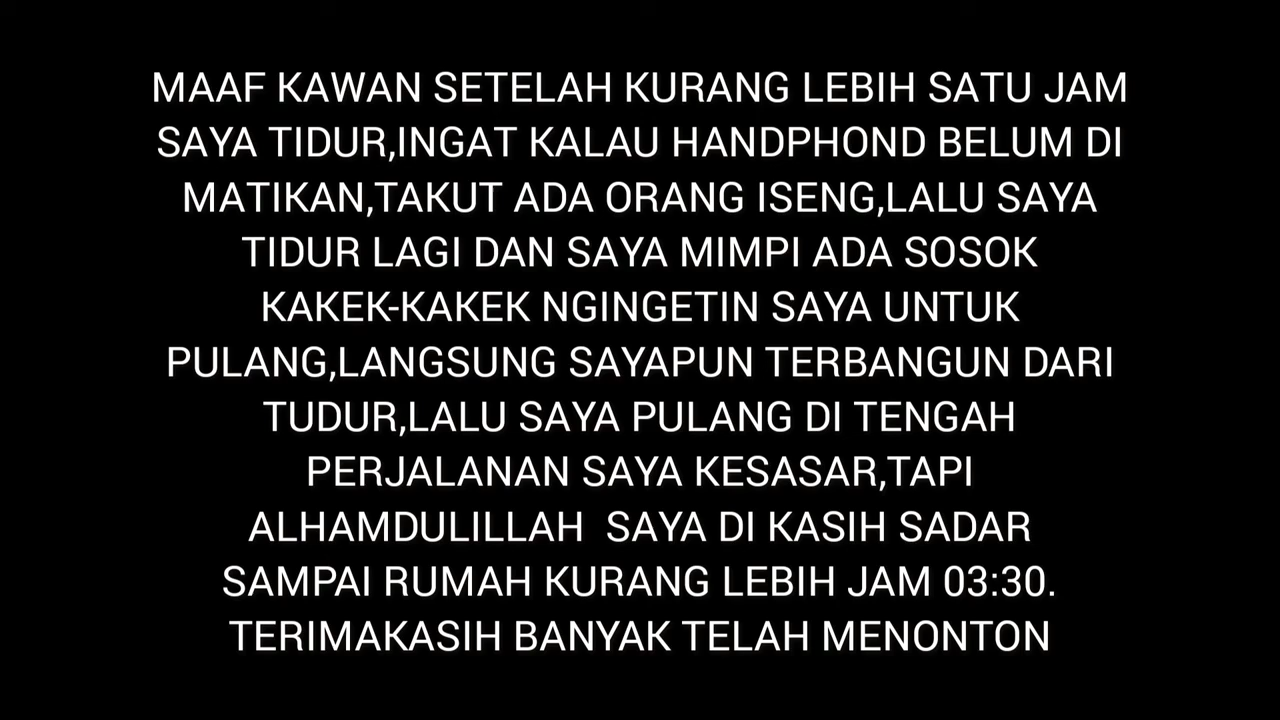 MAAF KAWAN SETELAH KURANG LEBIH SATU JAM
SAYA TIDUR,INGAT KALAU HANDPHOND BELUM DI
MATIKAN,TAKUT ADA ORANG ISENG,LALU SAYA
TIDUR LAGI DAN SAYA MIMPI ADA SOSOK
KAKEK-KAKEK NGINGETIN SAYA UNTUK
PULANG,LANGSUNG SAYAPUN TERBANGUN DARI
TUDUR,LALU SAYA PULANG DI TENGAH
PERJALANAN SAYA KESASAR,TAPI
ALHAMDULILLAH  SAYA DI KASIH SADAR
SAMPAI RUMAH KURANG LEBIH JAM 03:30.
TERIMAKASIH BANYAK TELAH MENONTON